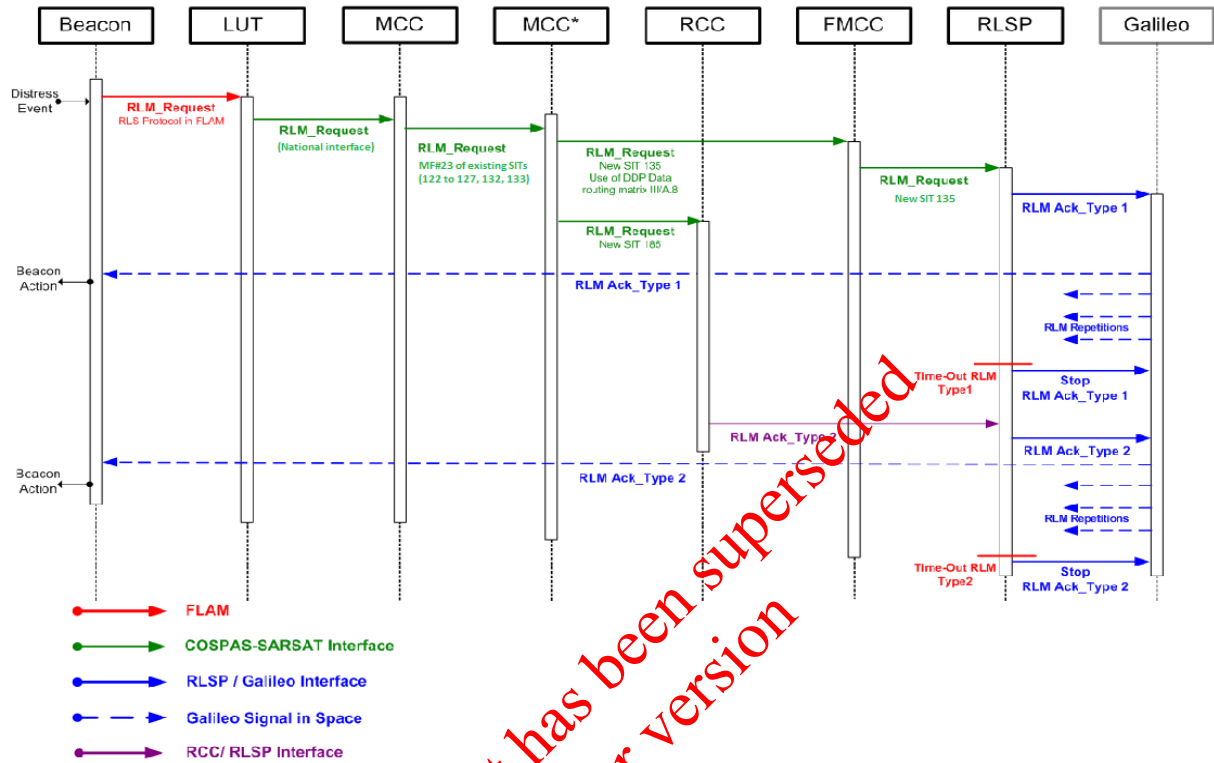 Beacon
LUT
MCC
MCC*
RCC
FMCC
RLSP
Galileo
Distress
Event
RLM_Request
RLS Protocol in FLAM
RLM_Request
(National interface)
RLM_Request
MF#23 of existing SITs
(122 to 127, 132, 133)
RLM_Request
New SIT 135
Use of DDP Data
routing matrix III/A.8
RLM_Request
New SIT 135
RLM Ack_Type 1
RLM_Request
New SIT 185
Beacon
Action
RLM Ack_Type 1
RLM Repetitions
Time-Out RLM
Type1
Stop
RLM Ack_Type 1
RLM Ack_Type 2
RLM Ack_Type 2
Beacon
Action
RLM Ack_Type 2
RLM Repetitions
Time-Out RLM
Type2
Stop
RLM Ack_Type 2
FLAM
COSPAS-SARSAT Interface
RLSP / Galileo Interface
Galileo Signal in Space
RCC/ RLSP Interface
has been superseded
version